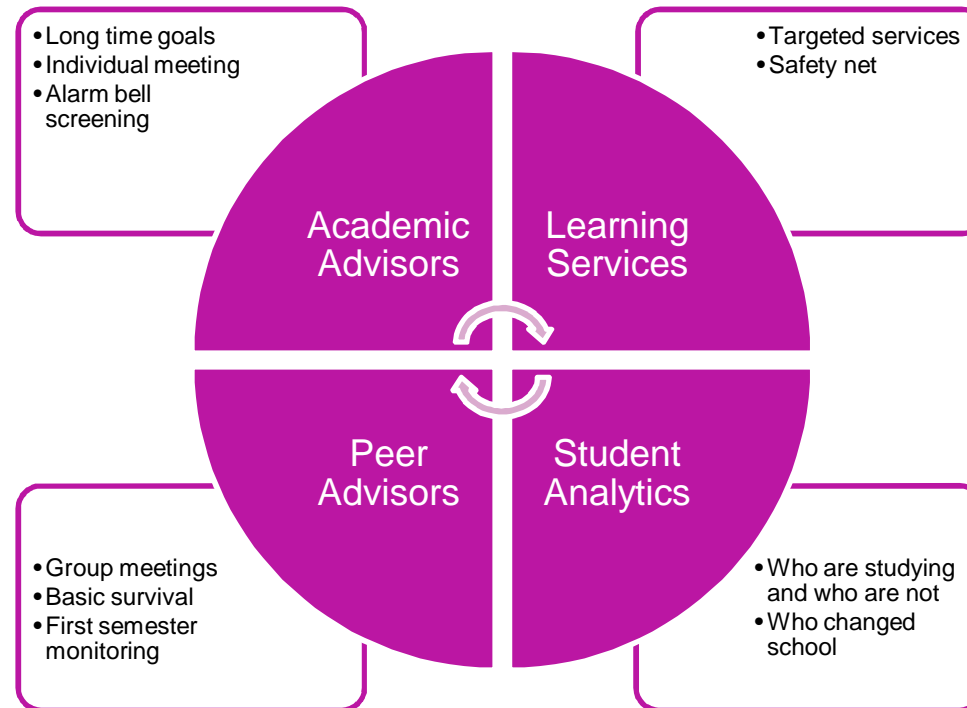 •Long time goals
•Individual meeting
•Alarm bell
screening
•Targeted services
•Safety net
Academic
Advisors
Learning
Services
Peer
Advisors
Student
Analytics
•Group meetings
•Basic survival
•First semester
monitoring
•Who are studying
and who are not
•Who changed
school